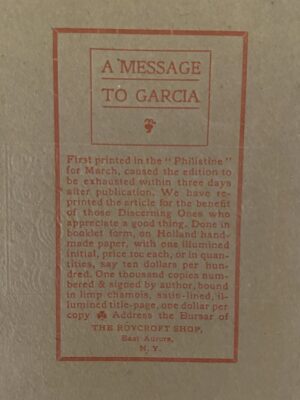 A MESSAGE
TO GARCIA
First printed in the "Philistine"
for March, caused the edition to
be exhausted within three days
after publication. We have re-
printed the article for the benefit
of those Discerning Ones who
appreciate a good thing. Done in
booklet form, on Holland hand-
made paper, with one illumined
initial, price 10c each, or in quan-
tities, say ten dollars per hun-
dred. One thousand copies num-
bered & signed by author, bound
in limp chamois, satin-lined, il-
lumined title-page, one dollar per
copy Address the Bursar of
THE ROYCROFT SHOP,
East Aurora,
N. Y.